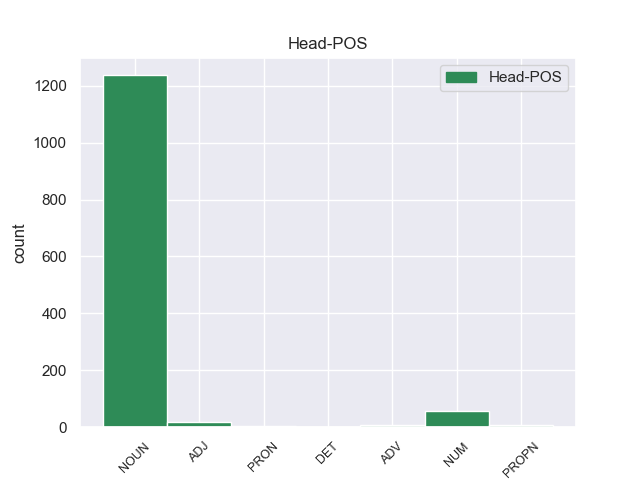 Head-POS
Head-POS
count
1200
1000
800
600
400
200
0
NOUN
ADJ
PRON
DET
ADV
NUM
PROPN